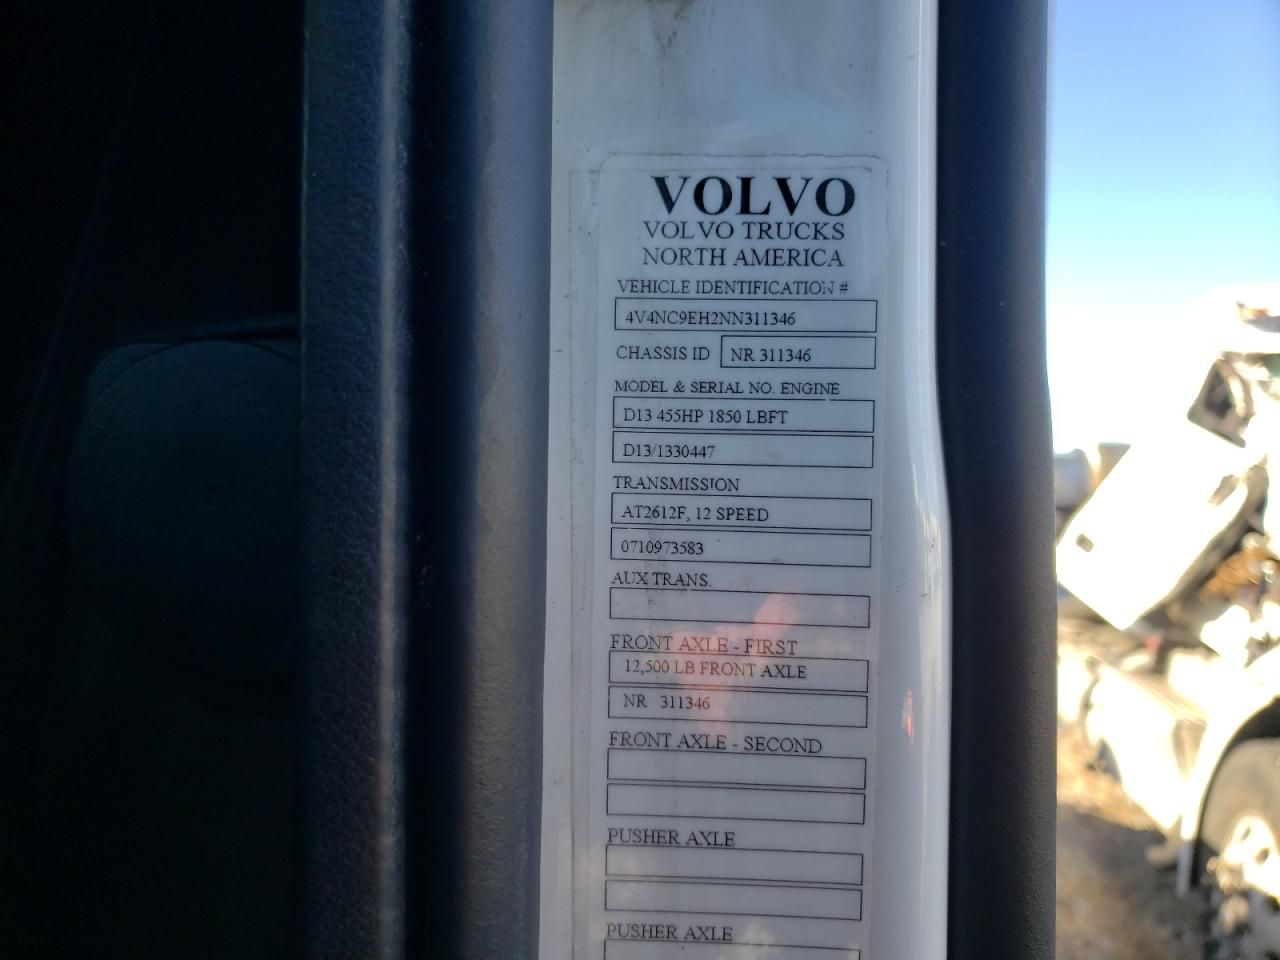 VOLVO
VOLVO TRUCKS
NORTH AMERICA
VEHICLE IDENTIFICATION #
4V4NC9EH2NN311346
CHASSIS ID NR 311346
MODEL & SERIAL NO. ENGINE
D13 455HP 1850 LBFT
D13/1330447
TRANSMISSION
AT2612F, 12 SPEED
0710973583
AUX TRANS.
FRONT AXLE - FIRST
12,500 LB FRONT AXLE
NR 311346
FRONT AXLE - SECOND
PUSHER AXLE
PUSHER AXLE